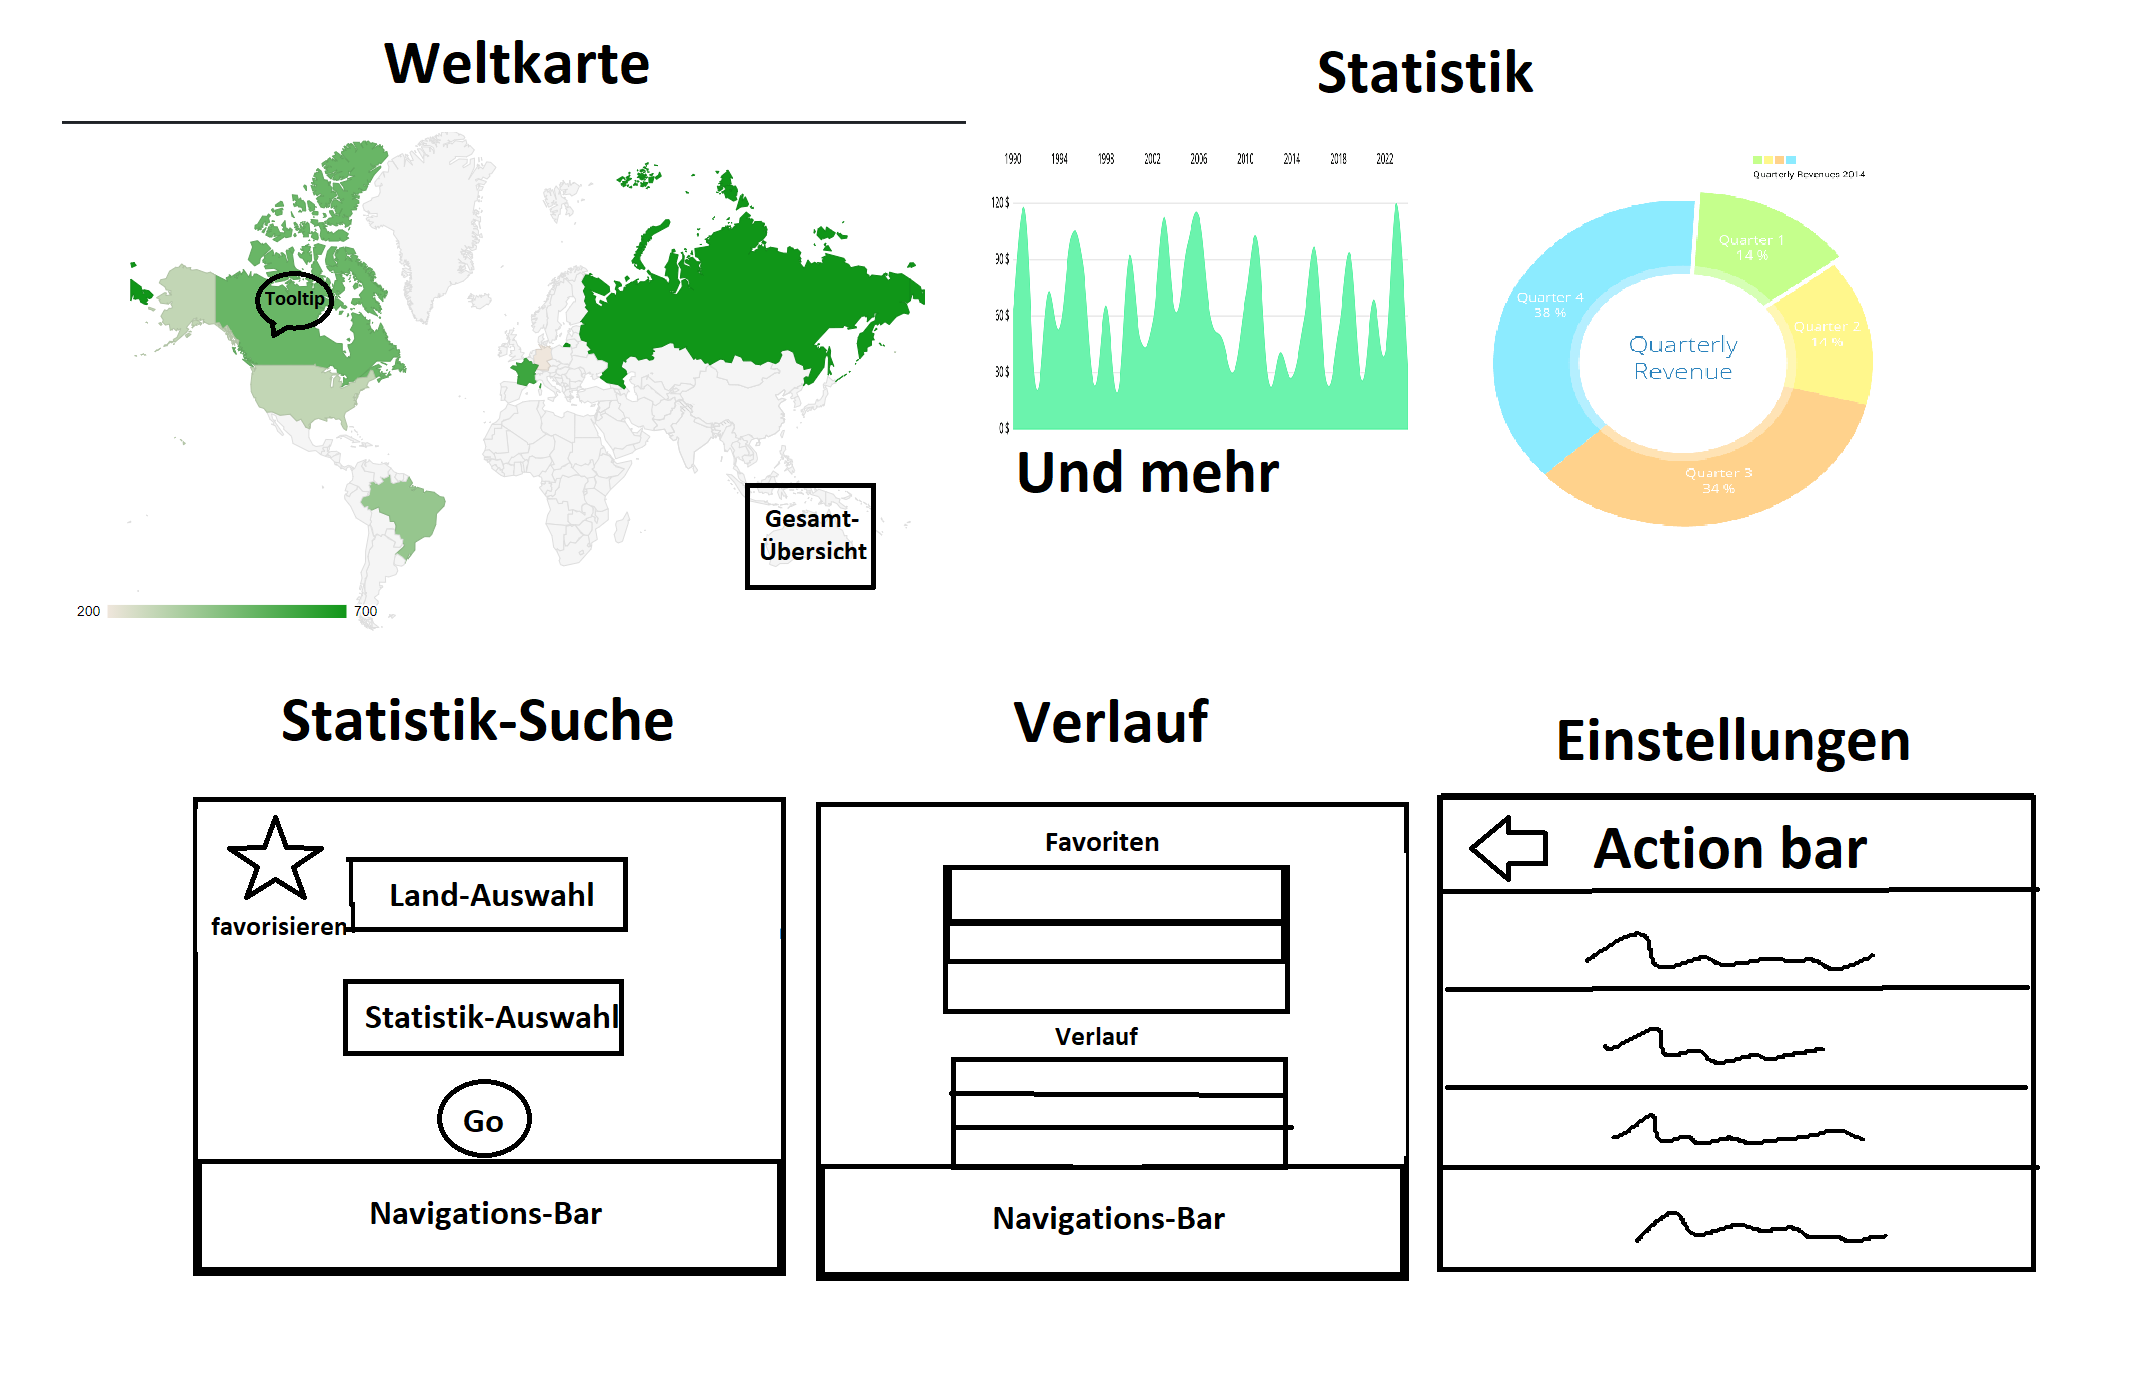 Weltkarte
Tooltip
Gesamt-
Übersicht
200
700
Statistik
1990 1994 1998 2002 2006 2010 2014 2018 2022
120 $
90 $
60 $
30 $
0 $
Und mehr
Quarterly Revenues 2014
Quarter 1
14 %
Quarter 2
14 %
Quarter 3
34 %
Quarter 4
38 %
Quarterly
Revenue
Statistik-Suche
favorisieren
Land-Auswahl
Statistik-Auswahl
Go
Navigations-Bar
Verlauf
Favoriten
Verlauf
Navigations-Bar
Einstellungen
Action bar